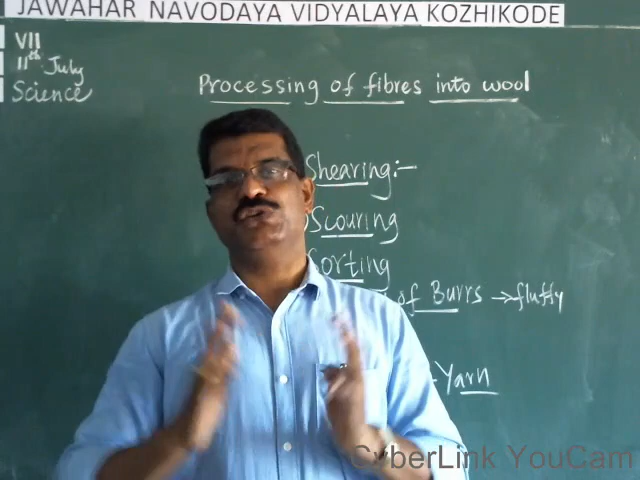 JAWAHAR NAVODAYA VIDYALAYA KOZHIKODE
VII
11th July
Science
Processing of fibres into wool
Shearing:-
Scouring
Sorting
of Burrs → fluffy
Yarn
CyberLink YouCam